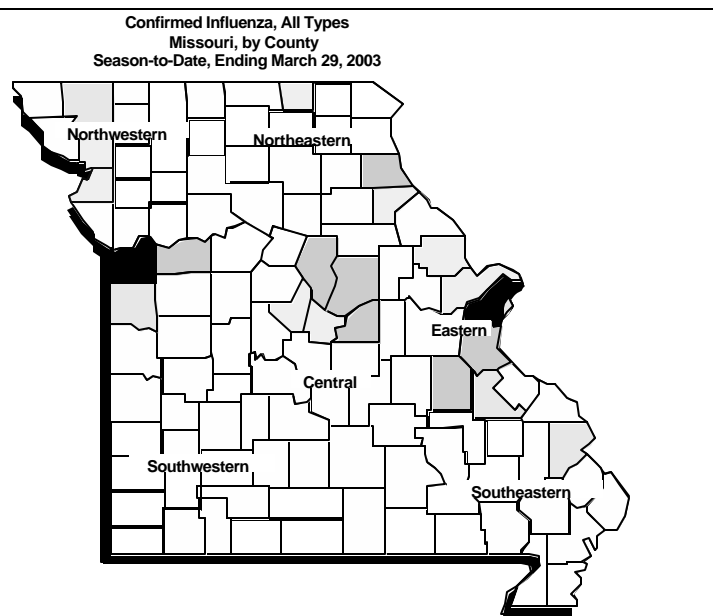 Confirmed Influenza, All Types
Missouri, by County
Season-to-Date, Ending March 29, 2003
Northwestern
Northeastern
Eastern
Central
Southwestern
Southeastern